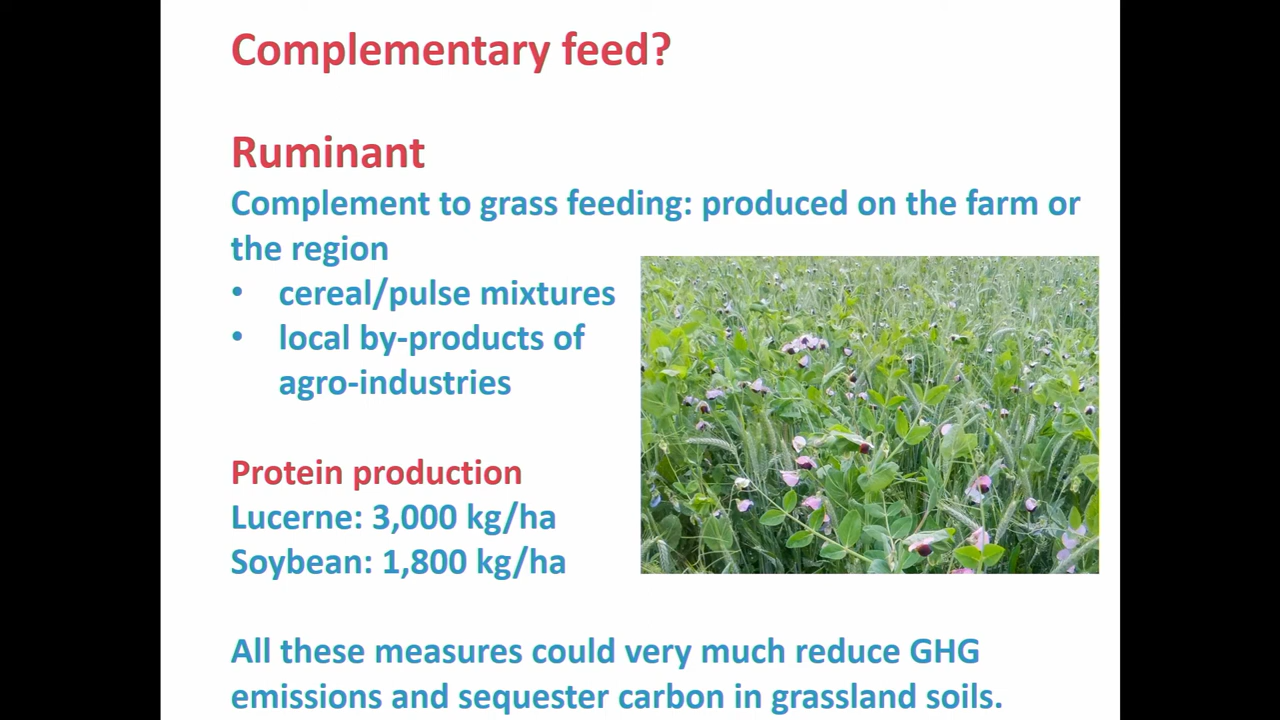 Complementary feed?
Ruminant
Complement to grass feeding: produced on the farm or
the region
• cereal/pulse mixtures
• local by-products of
agro-industries
Protein production
Lucerne: 3,000 kg/ha
Soybean: 1,800 kg/ha
All these measures could very much reduce GHG
emissions and sequester carbon in grassland soils.